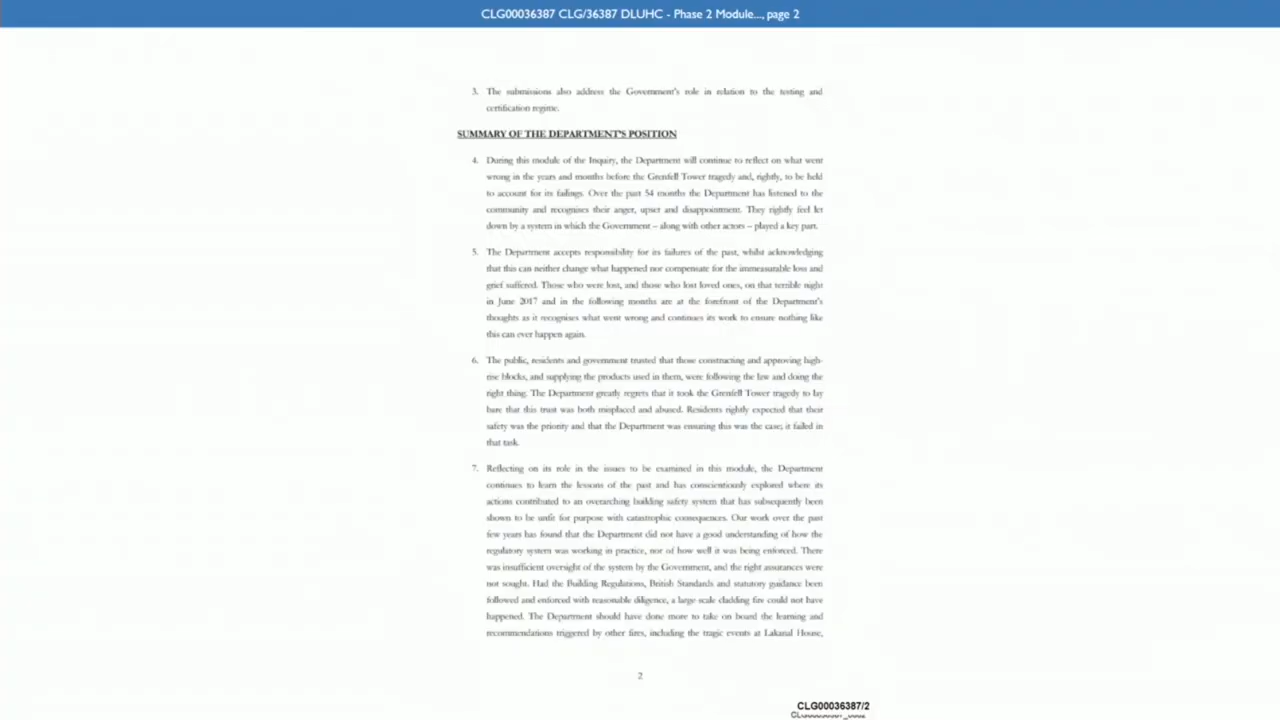 CLG00036387 CLG/36387 DLUHC - Phase 2 Module..., page 2
3. The submissions also address the Government's role in relation to the testing and
certification regime.
SUMMARY OF THE DEPARTMENT'S POSITION
4. During this module of the Inquiry, the Department will continue to reflect on what went
wrong in the years and months before the Grenfell Tower tragedy and, rightly, to be held
to account for its failings. Over the past 54 months the Department has listened to the
community and recognises their anger, upset and disappointment. They rightly feel let
down by a system in which the Government – along with other actors – played a key part.
5. The Department accepts responsibility for its failures of the past, whilst acknowledging
that this can neither change what happened nor compensate for the immeasurable loss and
grief suffered. Those who were lost, and those who lost loved ones, on that terrible night
in June 2017 and in the following months are at the forefront of the Department's
thoughts as it recognises what went wrong and continues its work to ensure nothing like
this can ever happen again.
6. The public, residents and government trusted that those constructing and approving high-
rise blocks, and supplying the products used in them, were following the law and doing the
right thing. The Department greatly regrets that it took the Grenfell Tower tragedy to lay
bare that this trust was both misplaced and abused. Residents rightly expected that their
safety was the priority and that the Department was ensuring this was the case; it failed in
that task.
7. Reflecting on its role in the issues to be examined in this module, the Department
continues to learn the lessons of the past and has conscientiously explored where its
actions contributed to an overarching building safety system that has subsequently been
shown to be unfit for purpose with catastrophic consequences. Our work over the past
few years has found that the Department did not have a good understanding of how the
regulatory system was working in practice, nor of how well it was being enforced. There
was insufficient oversight of the system by the Government, and the right assurances were
not sought. Had the Building Regulations, British Standards and statutory guidance been
followed and enforced with reasonable diligence, a large-scale cladding fire could not have
happened. The Department should have done more to take on board the learning and
recommendations triggered by other fires, including the tragic events at Lakanal House,
2
CLG00036387/2
CLG00036387_0002